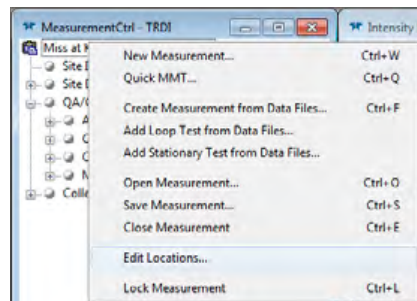 MeasurementCtrl - TRDI
Intensity
Miss at
New Measurement... Ctrl+W
Site
Quick MMT... Ctrl+Q
Site
QA/
Create Measurement from Data Files... Ctrl+F
Add Loop Test from Data Files...
Add Stationary Test from Data Files...
Colle
Open Measurement... Ctrl+O
Save Measurement... Ctrl+S
Close Measurement Ctrl+E
Edit Locations...
Lock Measurement Ctrl+L